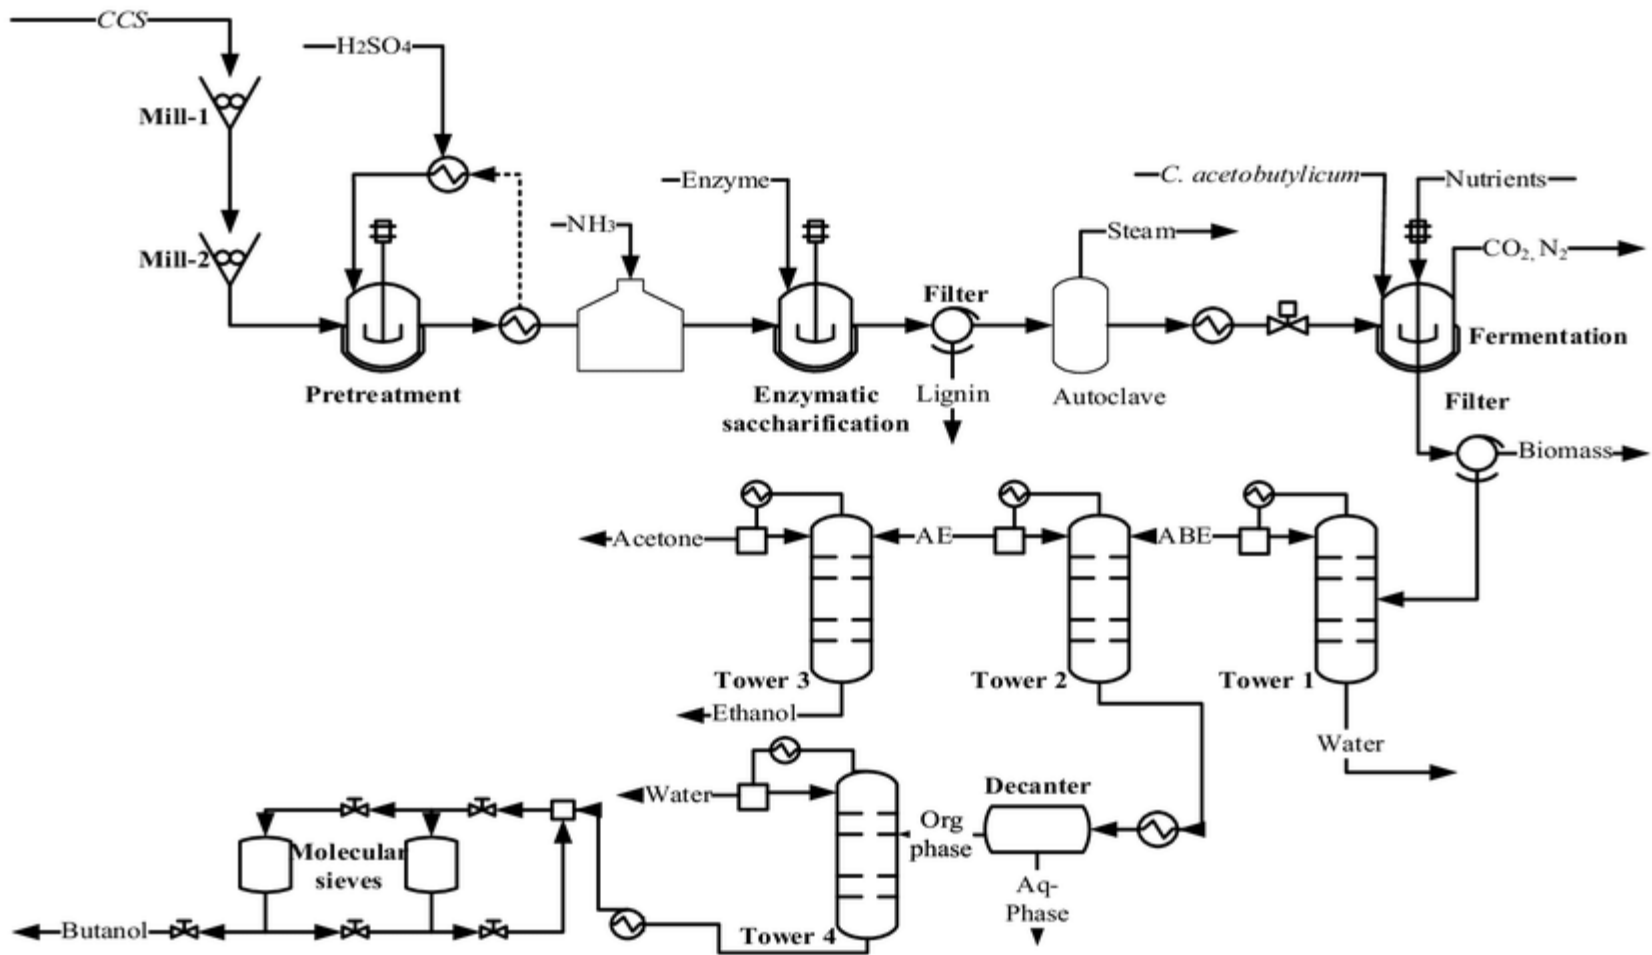 CCS
H2SO4
Mill-1
Mill-2
Enzyme
C. acetobutylicum
Nutrients
NH3
Steam
CO2, N2
Filter
Fermentation
Pretreatment
Enzymatic
saccharification
Lignin
Autoclave
Filter
Biomass
Acetone
AE
ABE
Tower 3
Tower 2
Tower 1
Ethanol
Water
Decanter
Water
Org
phase
Molecular
sieves
Aq-
Phase
Butanol
Tower 4